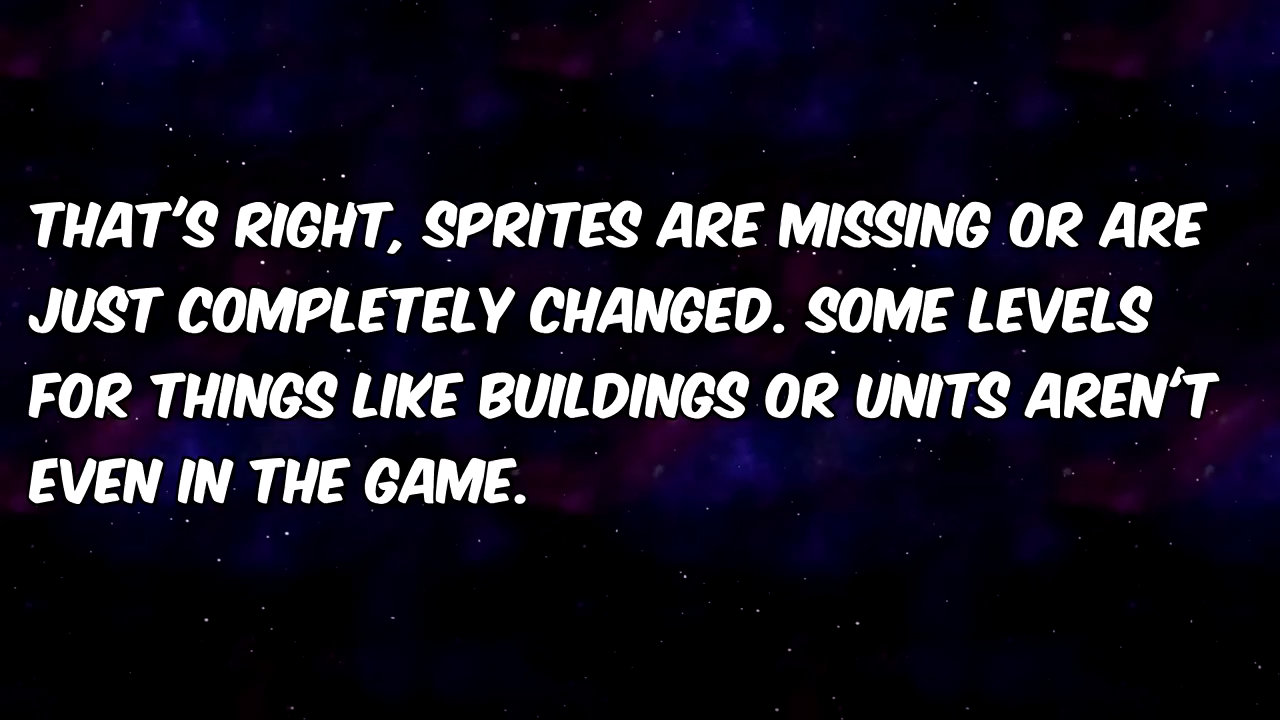 THAT'S RIGHT, SPRITES ARE MISSING OR ARE
JUST COMPLETELY CHANGED. SOME LEVELS
FOR THINGS LIKE BUILDINGS OR UNITS AREN'T
EVEN IN THE GAME.